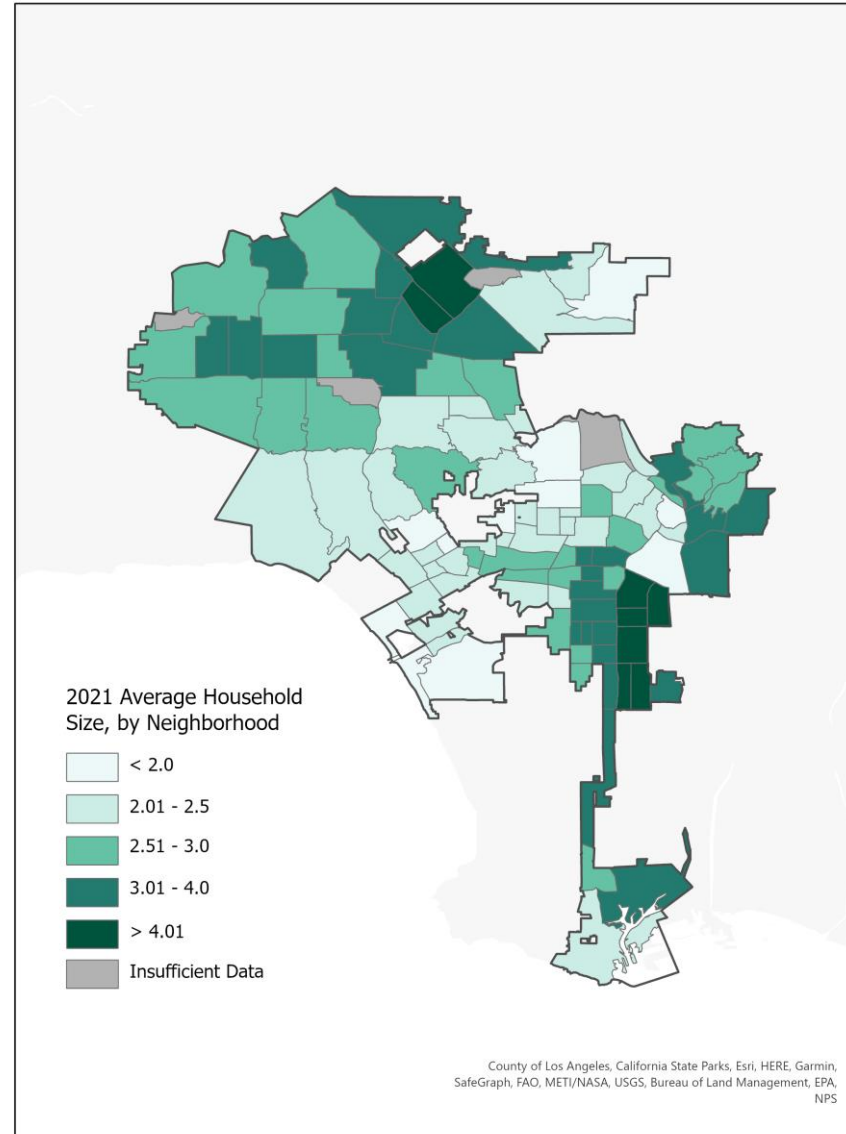 2021 Average Household
Size, by Neighborhood
< 2.0
2.01 - 2.5
2.51 - 3.0
3.01 - 4.0
> 4.01
Insufficient Data
County of Los Angeles, California State Parks, Esri, HERE, Garmin,
SafeGraph, FAO, METI/NASA, USGS, Bureau of Land Management, EPA,
NPS